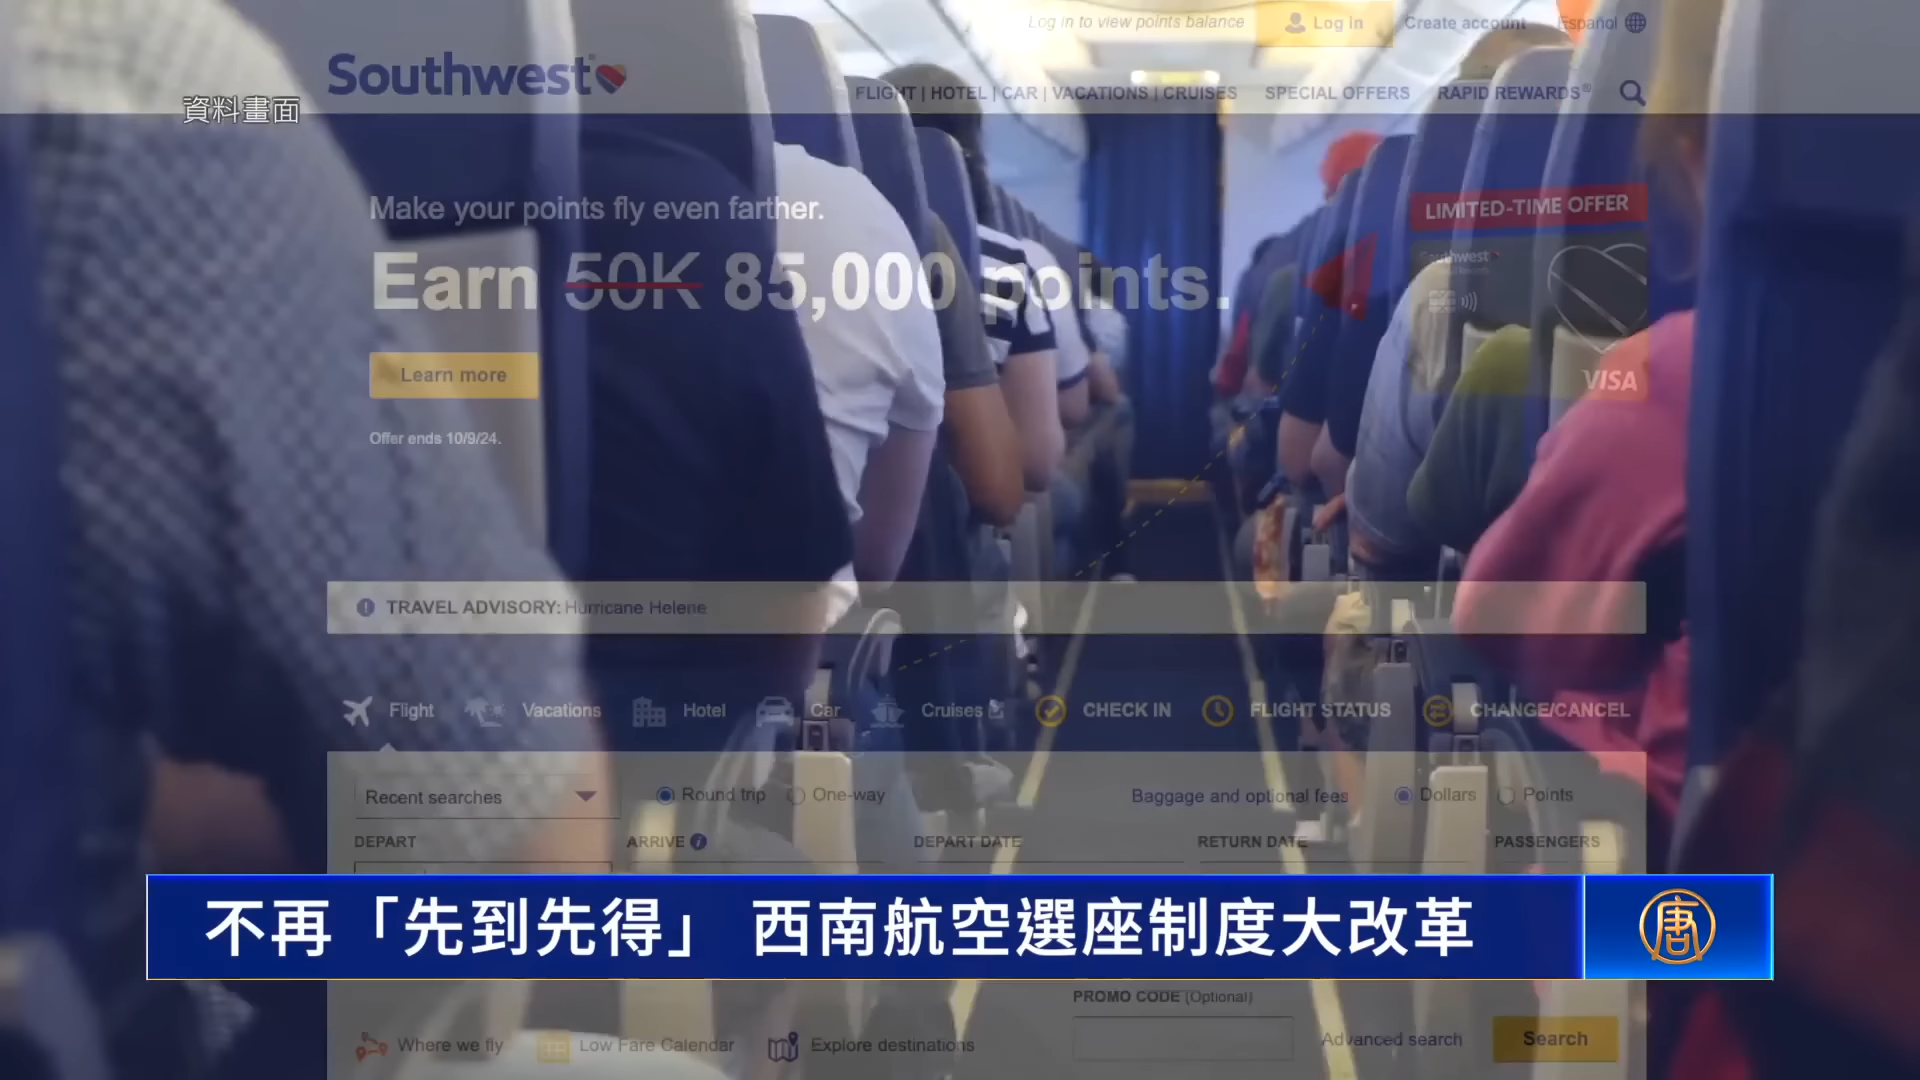 Log in to view points balance
Log in
Create account
Español
Southwest
資料畫面
FLIGHT | HOTEL | CAR | VACATIONS | CRUISES
SPECIAL OFFERS
RAPID REWARDS®
Make your points fly even farther.
LIMITED-TIME OFFER
Earn 50K 85,000 points.
Southwest
Learn more
VISA
Offer ends 10/9/24.
TRAVEL ADVISORY: Hurricane Helene
Flight
Vacations
Hotel
Car
Cruises
CHECK IN
FLIGHT STATUS
CHANGE/CANCEL
Recent searches
Round trip
One-way
Baggage and optional fees
Dollars
Points
DEPART
ARRIVE
DEPART DATE
RETURN DATE
PASSENGERS
不再「先到先得」 西南航空選座制度大改革
唐
PROMO CODE (Optional)
Where we fly
Low Fare Calendar
Explore destinations
Advanced search
Search